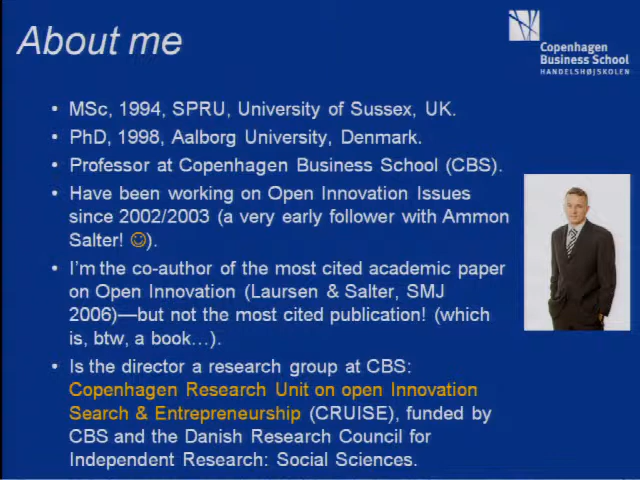 About me
Copenhagen
Business School
HANDELSHØJSKOLEN
• MSc, 1994, SPRU, University of Sussex, UK.
• PhD, 1998, Aalborg University, Denmark.
• Professor at Copenhagen Business School (CBS).
• Have been working on Open Innovation Issues
since 2002/2003 (a very early follower with Ammon
Salter! ☺).
• I'm the co-author of the most cited academic paper
on Open Innovation (Laursen & Salter, SMJ
2006)—but not the most cited publication! (which
is, btw, a book…).
• Is the director a research group at CBS:
Copenhagen Research Unit on open Innovation
Search & Entrepreneurship (CRUISE), funded by
CBS and the Danish Research Council for
Independent Research: Social Sciences.